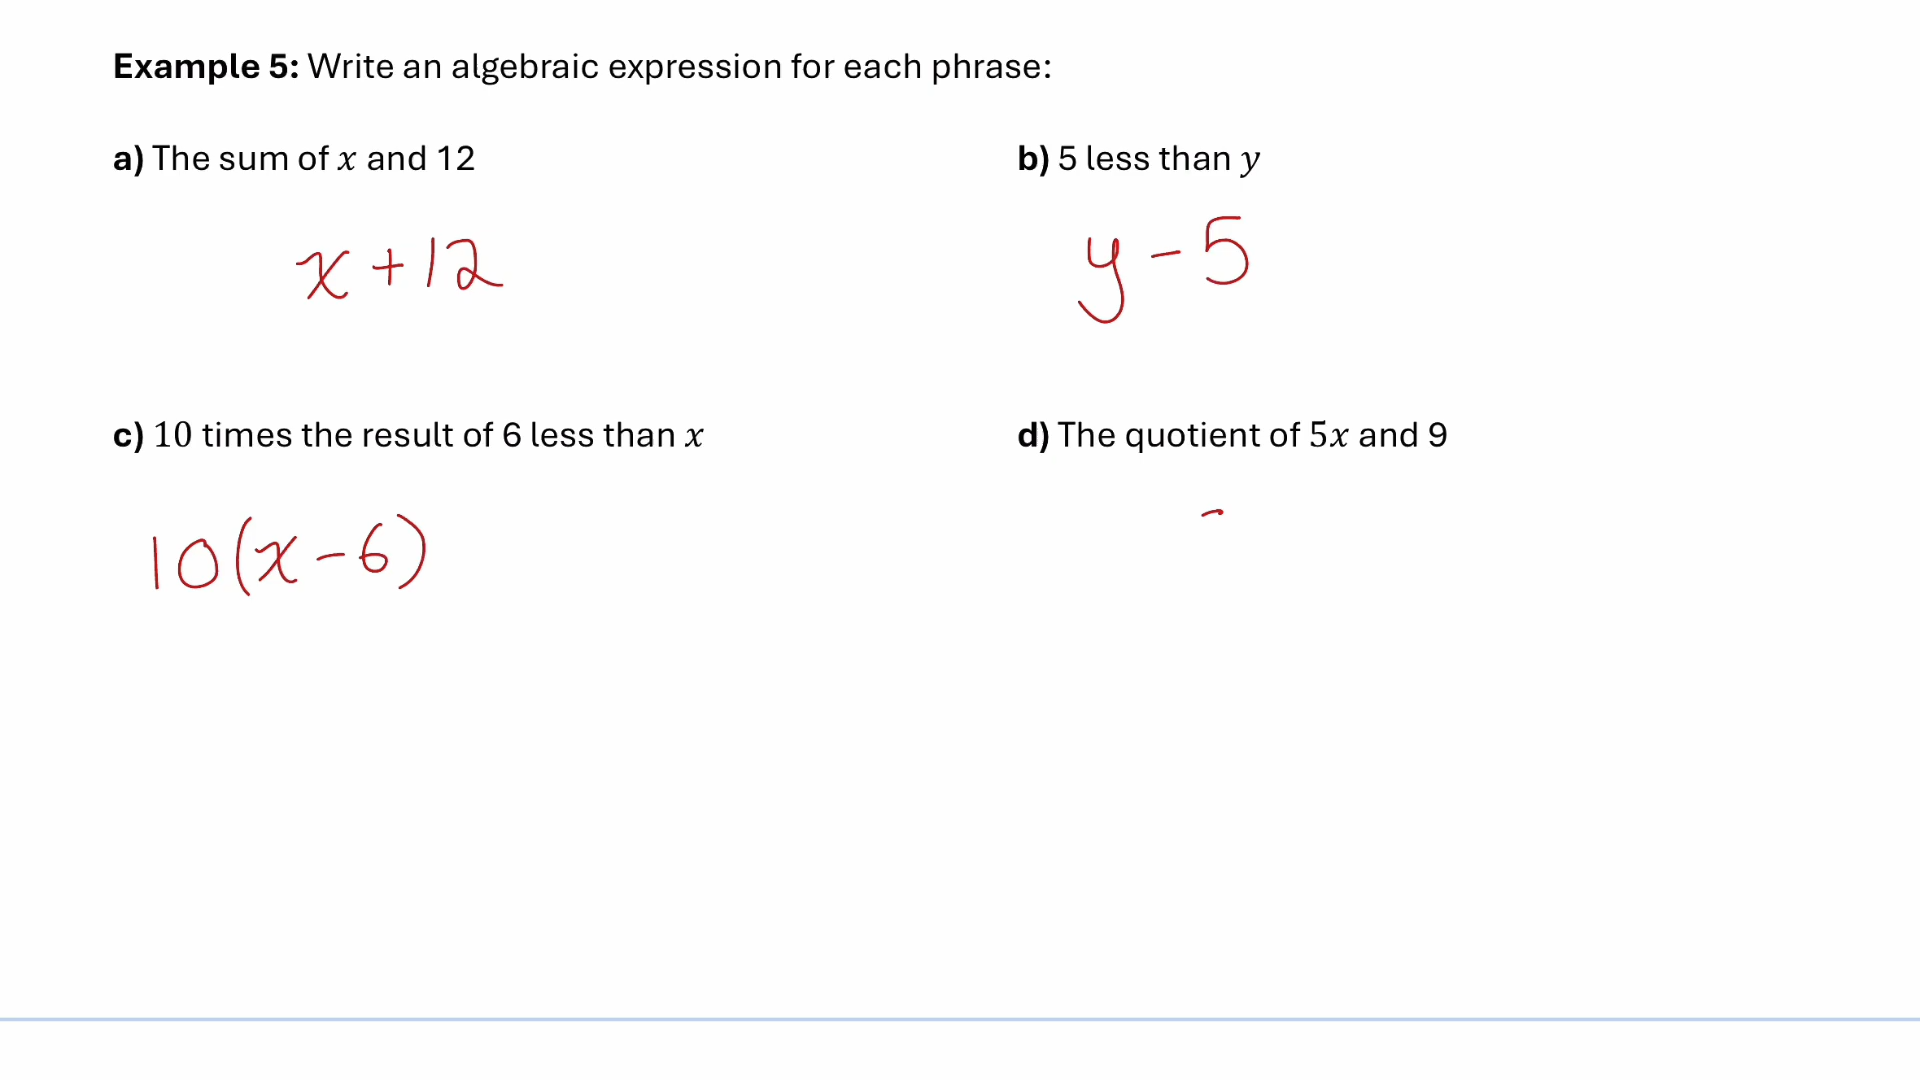 Example 5: Write an algebraic expression for each phrase:
a) The sum of x and 12
x + 12
b) 5 less than y
y - 5
c) 10 times the result of 6 less than x
10(x - 6)
d) The quotient of 5x and 9